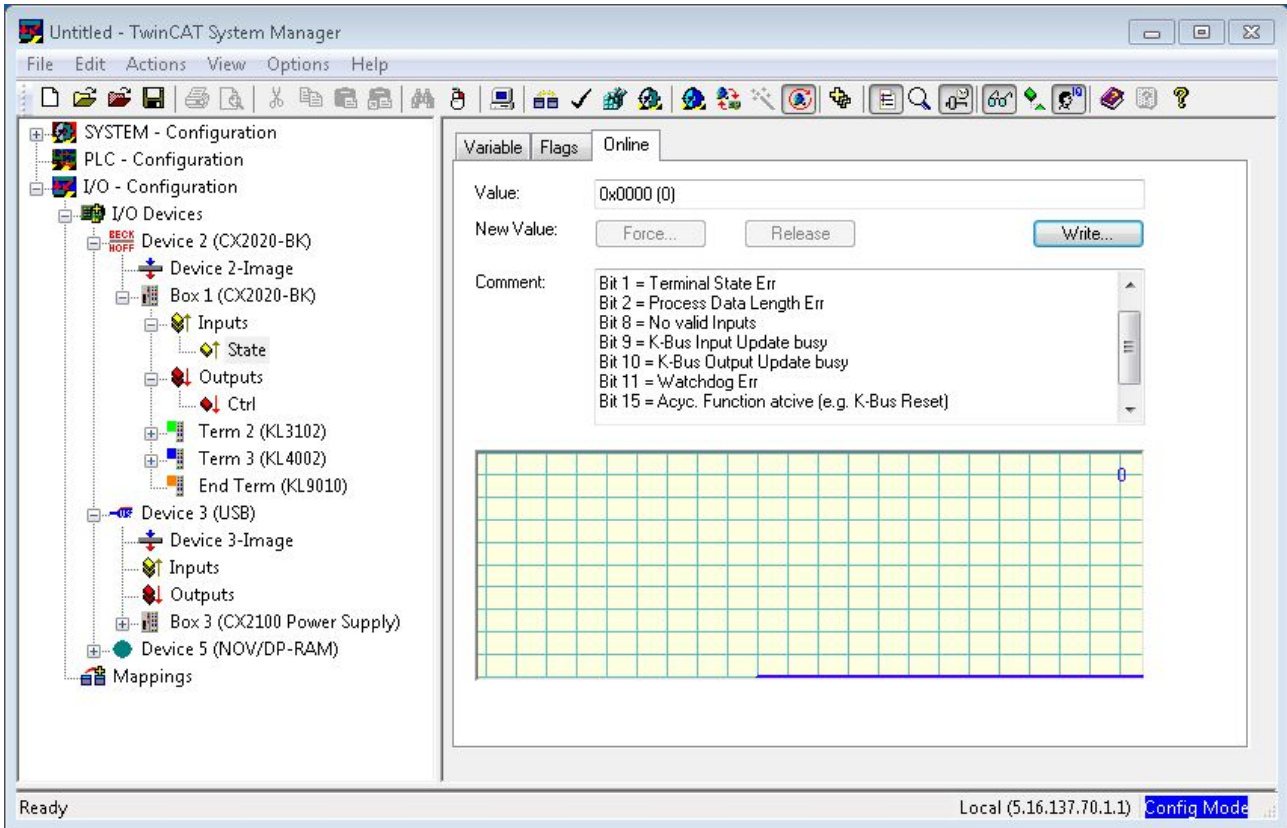 Untitled - TwinCAT System Manager
File Edit Actions View Options Help
SYSTEM - Configuration
PLC - Configuration
I/O - Configuration
I/O Devices
BECK
HOFF
Device 2 (CX2020-BK)
Device 2-Image
Box 1 (CX2020-BK)
Inputs
State
Outputs
Ctrl
Term 2 (KL3102)
Term 3 (KL4002)
End Term (KL9010)
Device 3 (USB)
Device 3-Image
Inputs
Outputs
Box 3 (CX2100 Power Supply)
Device 5 (NOV/DP-RAM)
Mappings
Variable Flags Online
Value: 0x0000 (0)
New Value: Force... Release Write...
Comment:
Bit 1 = Terminal State Err
Bit 2 = Process Data Length Err
Bit 8 = No valid Inputs
Bit 9 = K-Bus Input Update busy
Bit 10 = K-Bus Output Update busy
Bit 11 = Watchdog Err
Bit 15 = Acyc. Function atcive (e.g. K-Bus Reset)
0
Ready Local (5.16.137.70.1.1) Config Mode